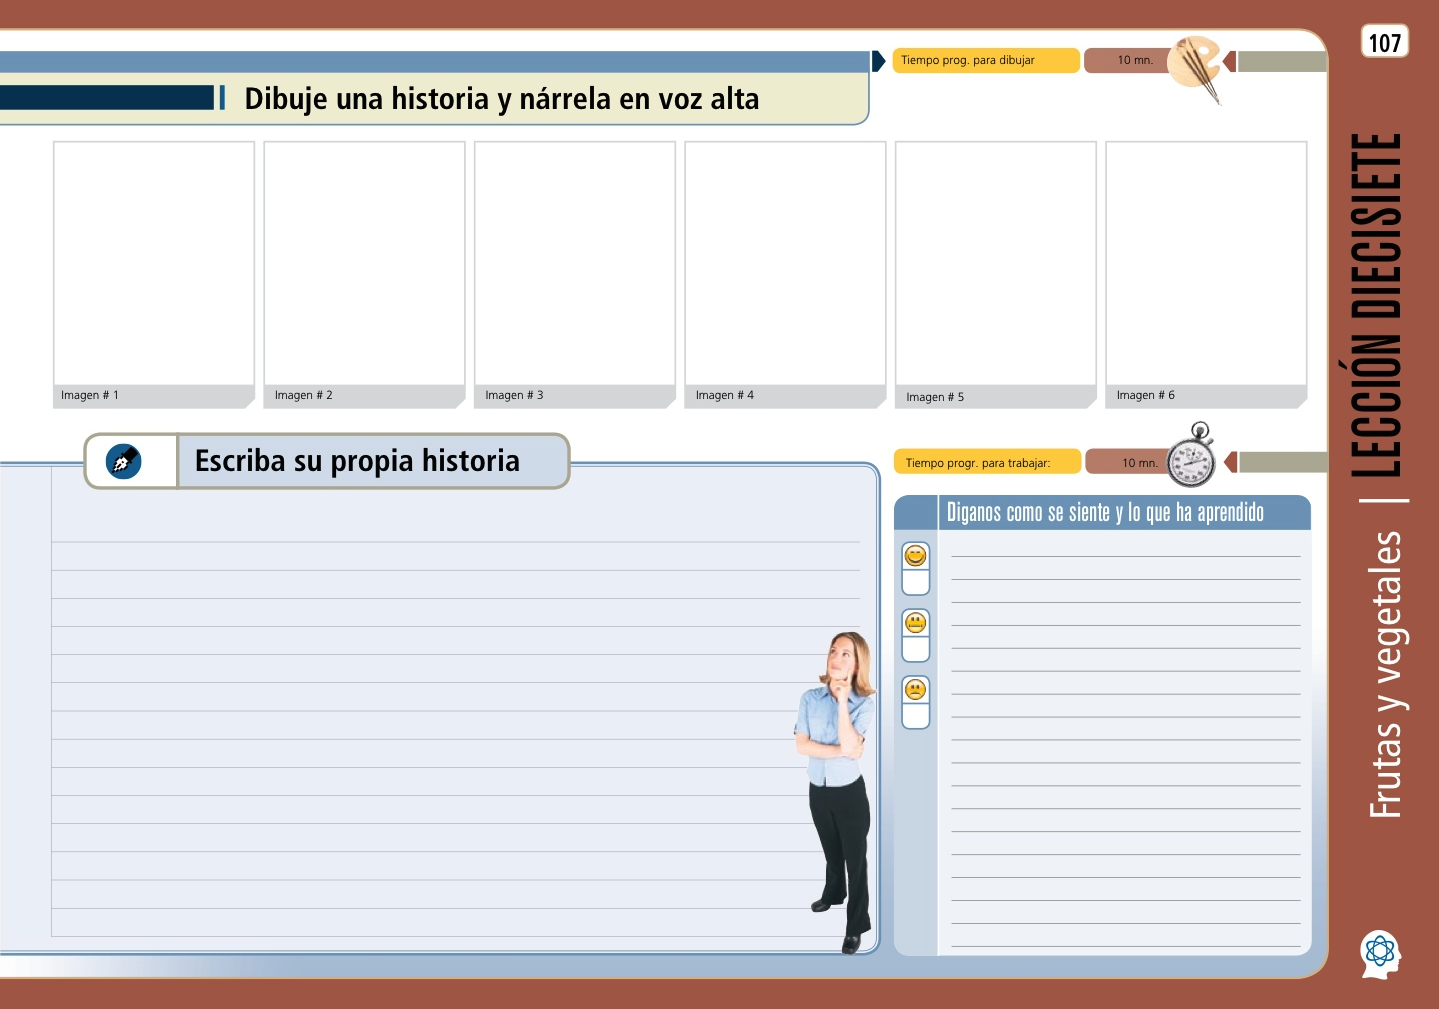 107
Tiempo prog. para dibujar
10 mn.
Dibuje una historia y nárrela en voz alta
Imagen # 1
Imagen # 2
Imagen # 3
Imagen # 4
Imagen # 5
Imagen # 6
Escriba su propia historia
Tiempo progr. para trabajar:
10 mn.
Diganos como se siente y lo que ha aprendido
Frutas y vegetales | LECCIÓN DIECISIETE